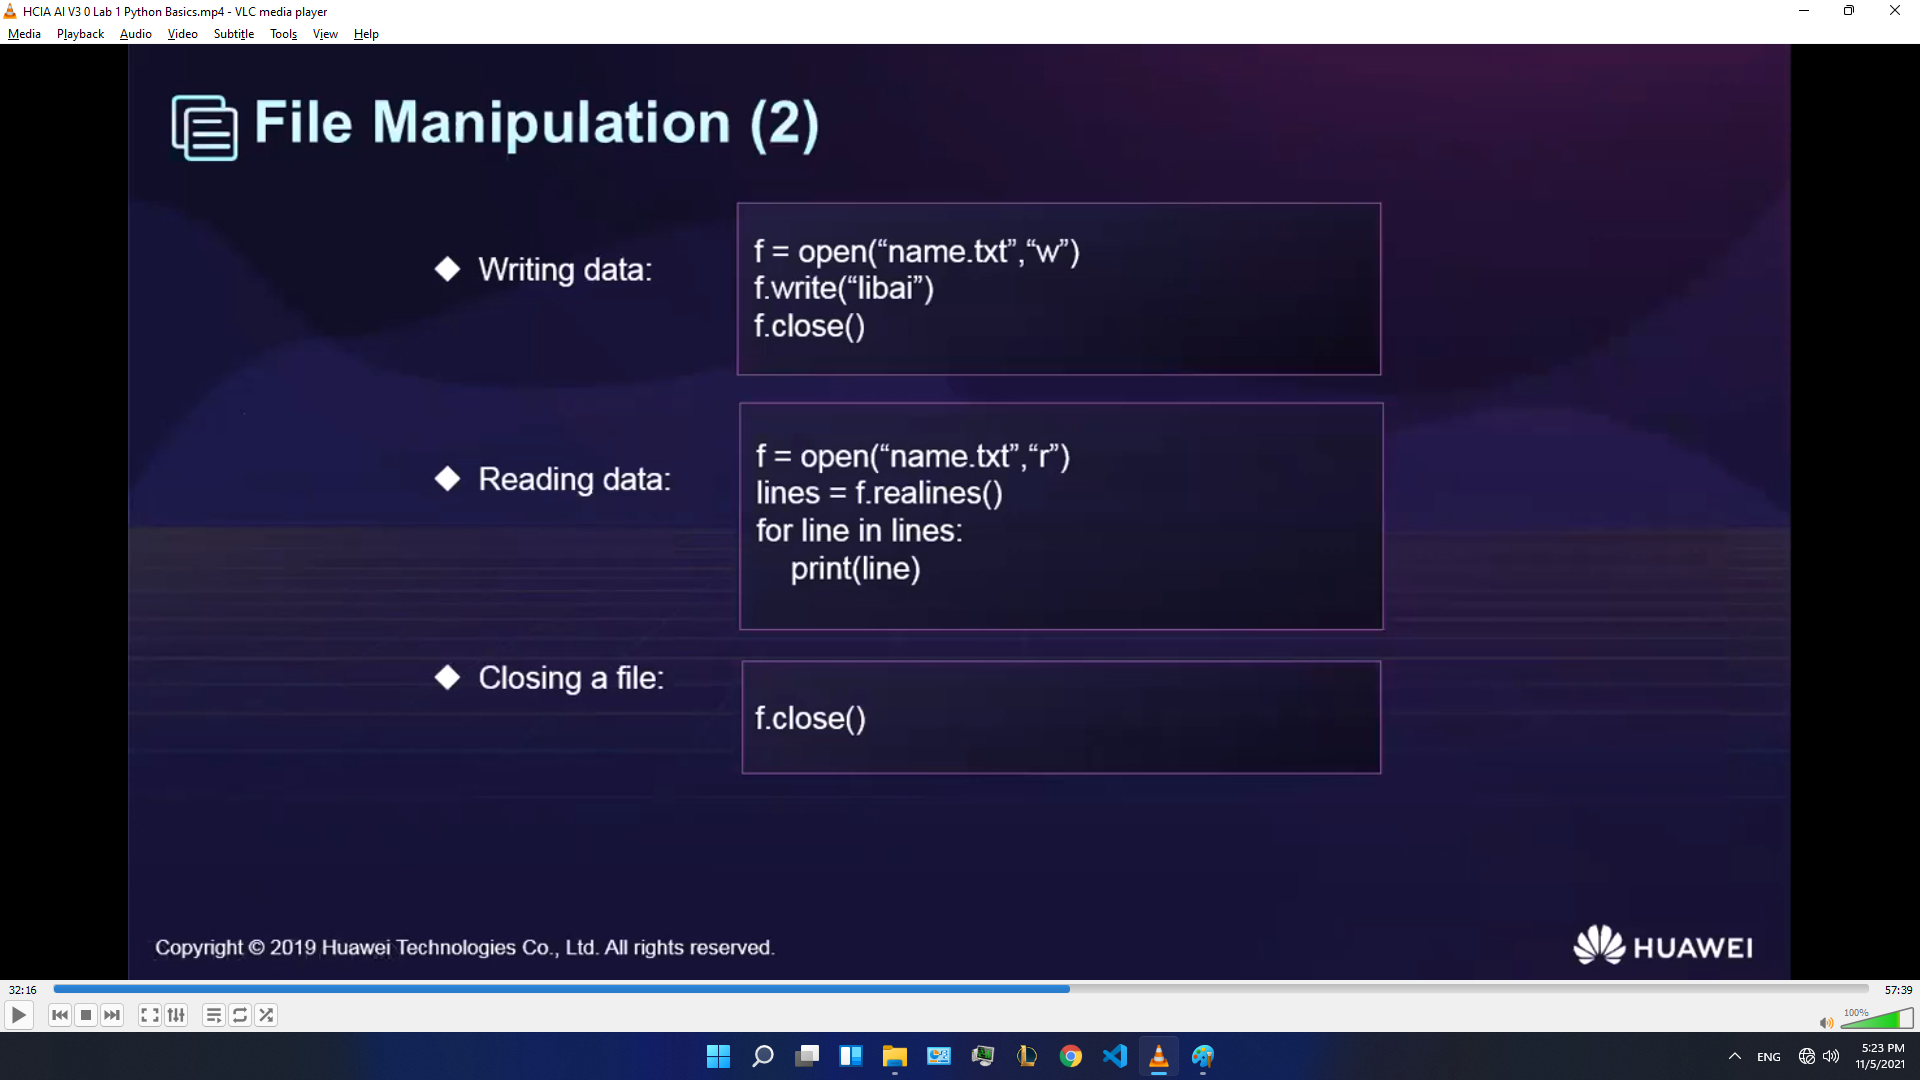 HCIA AI V3 0 Lab 1 Python Basics.mp4 - VLC media player
Media Playback Audio Video Subtitle Tools View Help
File Manipulation (2)
Writing data:
f = open(“name.txt”,“w”)
f.write(“libai”)
f.close()
Reading data:
f = open(“name.txt”,“r”)
lines = f.realines()
for line in lines:
print(line)
Closing a file:
f.close()
Copyright © 2019 Huawei Technologies Co., Ltd. All rights reserved.
HUAWEI
32:16
57:39
100%
ENG
5:23 PM
11/5/2021